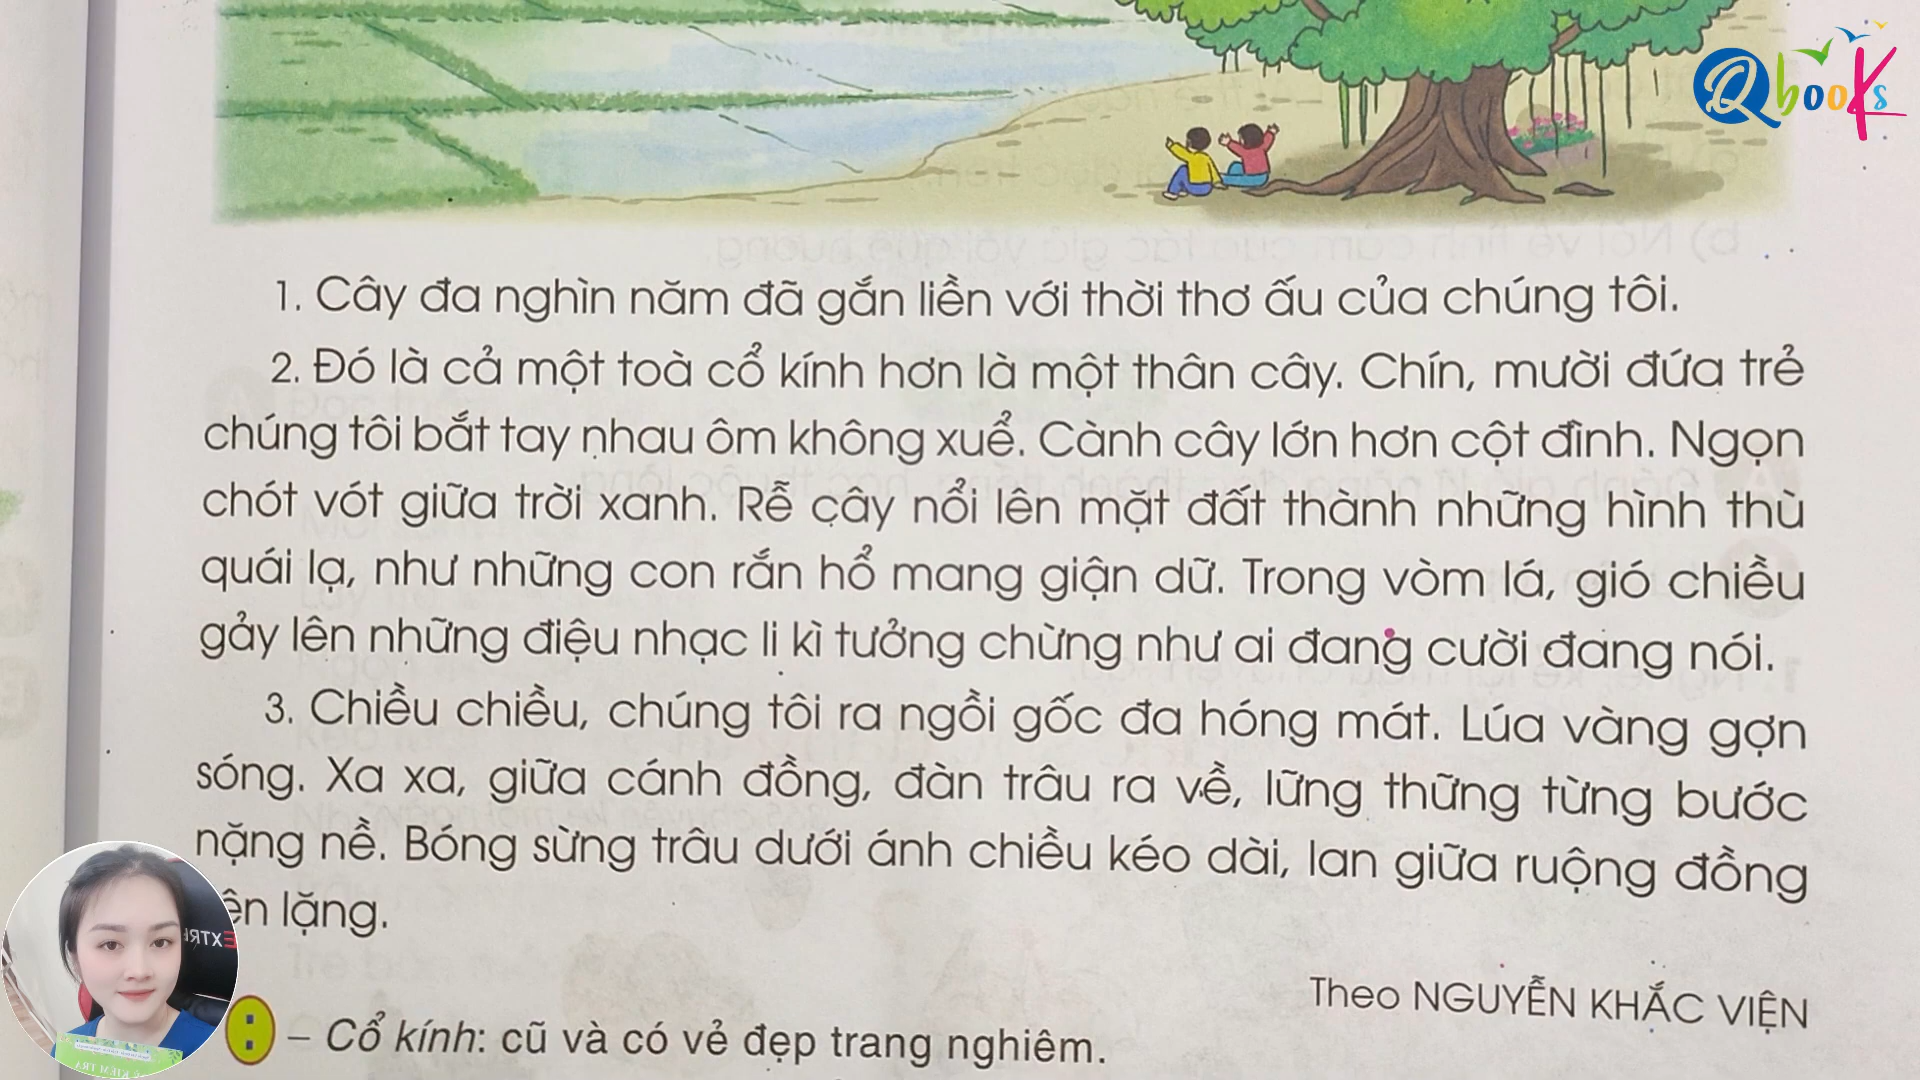 Qbooks
1. Cây đa nghìn năm đã gắn liền với thời thơ ấu của chúng tôi.
2. Đó là cả một toà cổ kính hơn là một thân cây. Chín, mười đứa trẻ
chúng tôi bắt tay nhau ôm không xuể. Cành cây lớn hơn cột đình. Ngọn
chót vót giữa trời xanh. Rễ cây nổi lên mặt đất thành những hình thù
quái lạ, như những con rắn hổ mang giận dữ. Trong vòm lá, gió chiều
gảy lên những điệu nhạc li kì tưởng chừng như ai đang cười đang nói.
3. Chiều chiều, chúng tôi ra ngồi gốc đa hóng mát. Lúa vàng gợn
sóng. Xa xa, giữa cánh đồng, đàn trâu ra về, lững thững từng bước
nặng nề. Bóng sừng trâu dưới ánh chiều kéo dài, lan giữa ruộng đồng
ên lặng.
Theo NGUYỄN KHẮC VIỆN
– Cổ kính: cũ và có vẻ đẹp trang nghiêm.